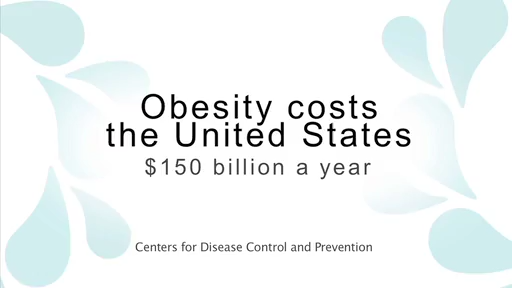 Obesity costs
the United States
$150 billion a year
Centers for Disease Control and Prevention